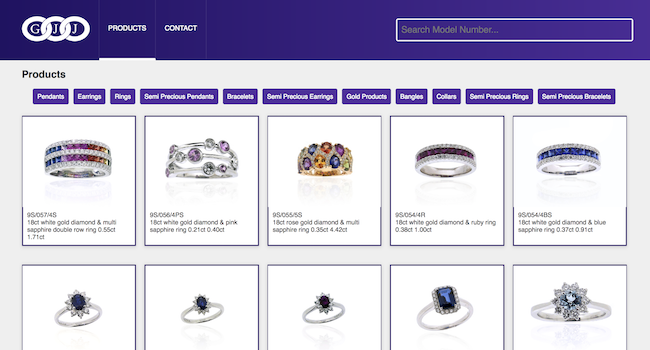 G J J
PRODUCTS
CONTACT
Search Model Number...
Products
Pendants
Earrings
Rings
Semi Precious Pendants
Bracelets
Semi Precious Earrings
Gold Products
Bangles
Collars
Semi Precious Rings
Semi Precious Bracelets
9S/057/4S
18ct white gold diamond & multi
sapphire double row ring 0.55ct
1.71ct
9S/056/4PS
18ct white gold diamond & pink
sapphire ring 0.21ct 0.40ct
9S/055/5S
18ct rose gold diamond & multi
sapphire ring 0.35ct 4.42ct
9S/054/4R
18ct white gold diamond & ruby ring
0.38ct 1.00ct
9S/054/4BS
18ct white gold diamond & blue
sapphire ring 0.37ct 0.91ct